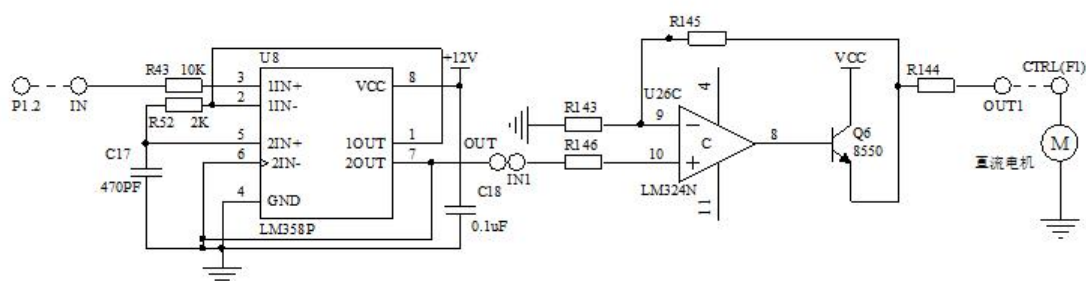 R145
U8
+12V
VCC
R43 10K
R144
CTRL(F1)
P1.2
IN
3 1IN+
VCC 8
2 1IN-
R52 2K
R143
U26C
4
OUT1
9
C
8
Q6
8550
M
直流电机
5 2IN+
1OUT 1
6 2IN-
2OUT 7
OUT
IN1
R146
10
LM324N
11
C17
470PF
4 GND
C18
0.1uF
LM358P